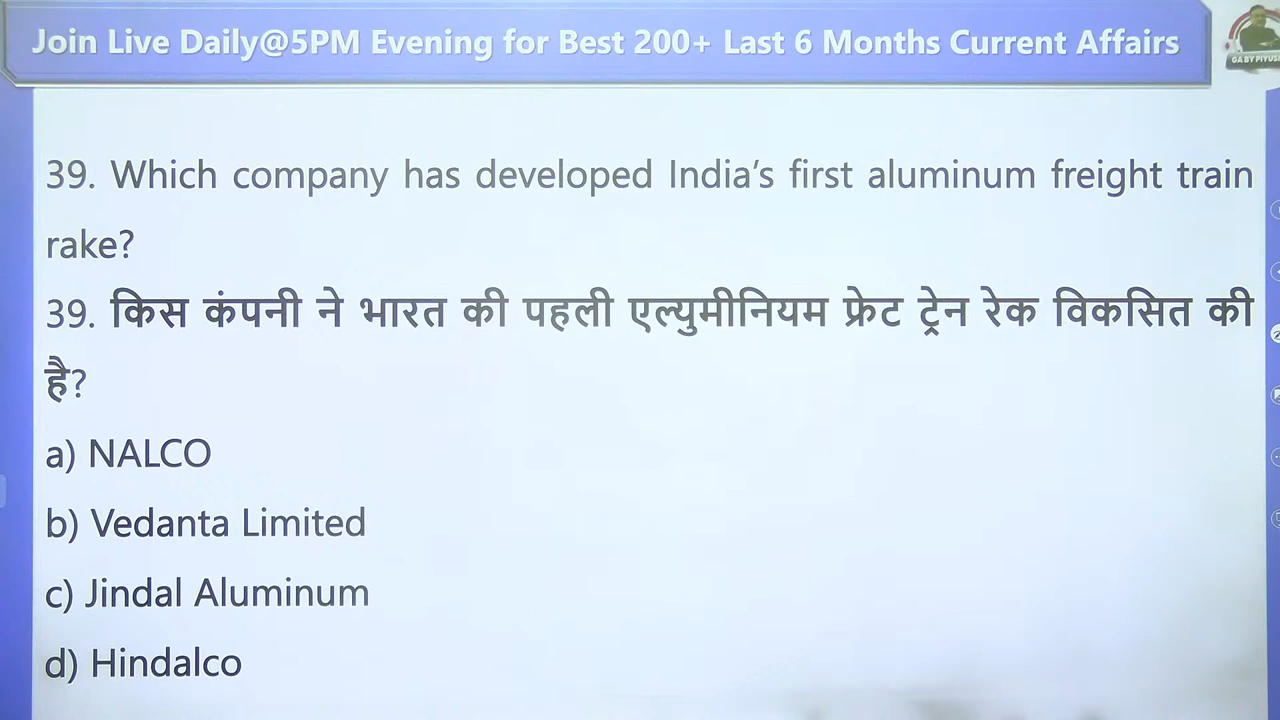 Join Live Daily@5PM Evening for Best 200+ Last 6 Months Current Affairs
39. Which company has developed India’s first aluminum freight train
rake?
39. किस कंपनी ने भारत की पहली एल्युमीनियम फ्रेट ट्रेन रेक विकसित की
है?
a) NALCO
b) Vedanta Limited
c) Jindal Aluminum
d) Hindalco